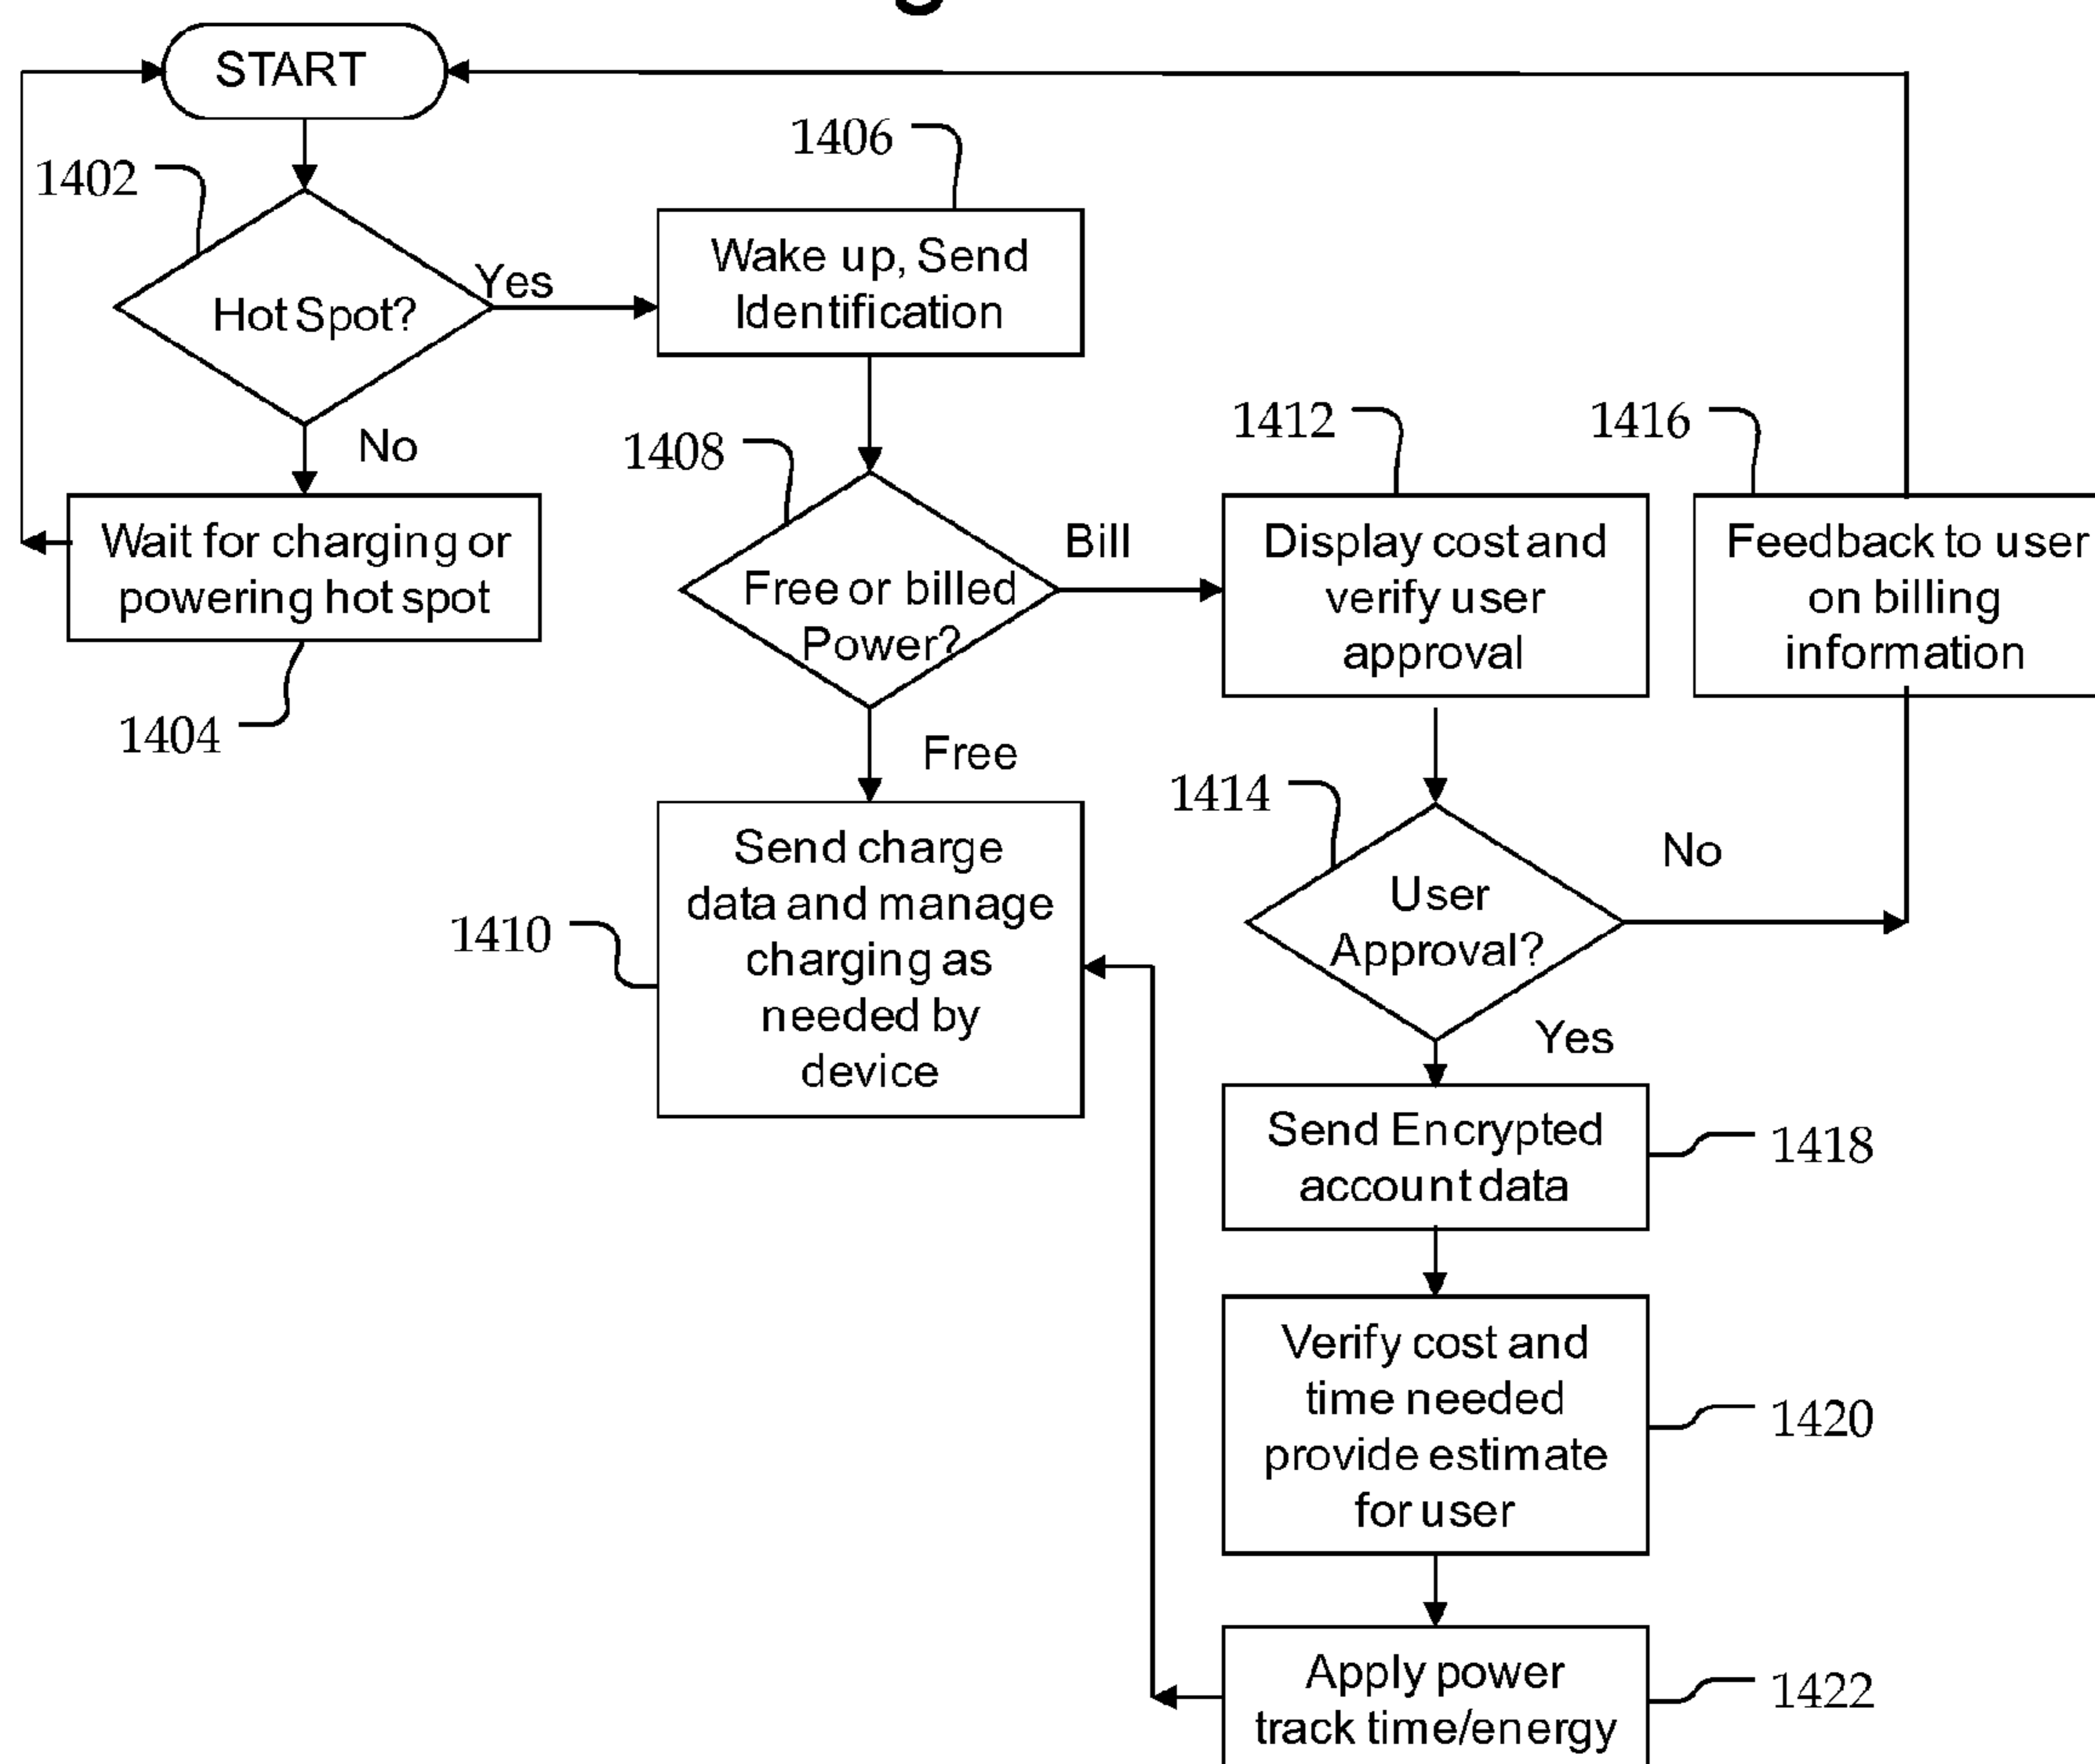 START
1402
Hot Spot?
Yes
No
Wait for charging or
powering hot spot
1404
1406
Wake up, Send
Identification
1408
Free or billed
Power?
Bill
Free
1410
Send charge
data and manage
charging as
needed by
device
1412
Display cost and
verify user
approval
1416
Feedback to user
on billing
information
1414
User
Approval?
No
Yes
Send Encrypted
account data
1418
Verify cost and
time needed
provide estimate
for user
1420
Apply power
track time/energy
1422